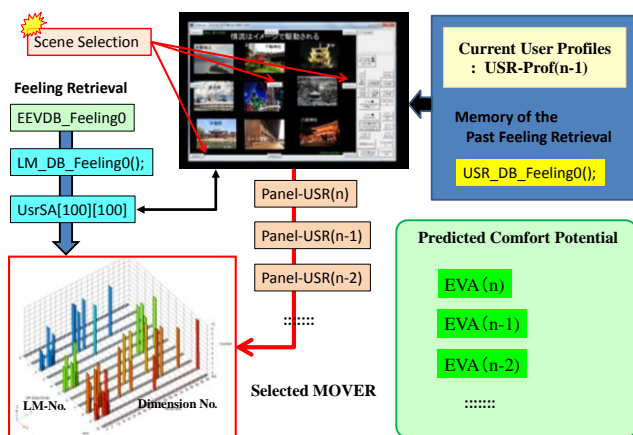 Scene Selection
情流はイメージで駆動される
Current User Profiles
: USR-Prof(n-1)
Feeling Retrieval
EEVDB_Feeling0
LM_DB_Feeling0();
UsrSA[100][100]
Memory of the
Past Feeling Retrieval
USR_DB_Feeling0();
Panel-USR(n)
Panel-USR(n-1)
Panel-USR(n-2)
:::::::
Predicted Comfort Potential
EVA(n)
EVA(n-1)
EVA(n-2)
:::::::
LM-No.
Dimension No.
Selected MOVER